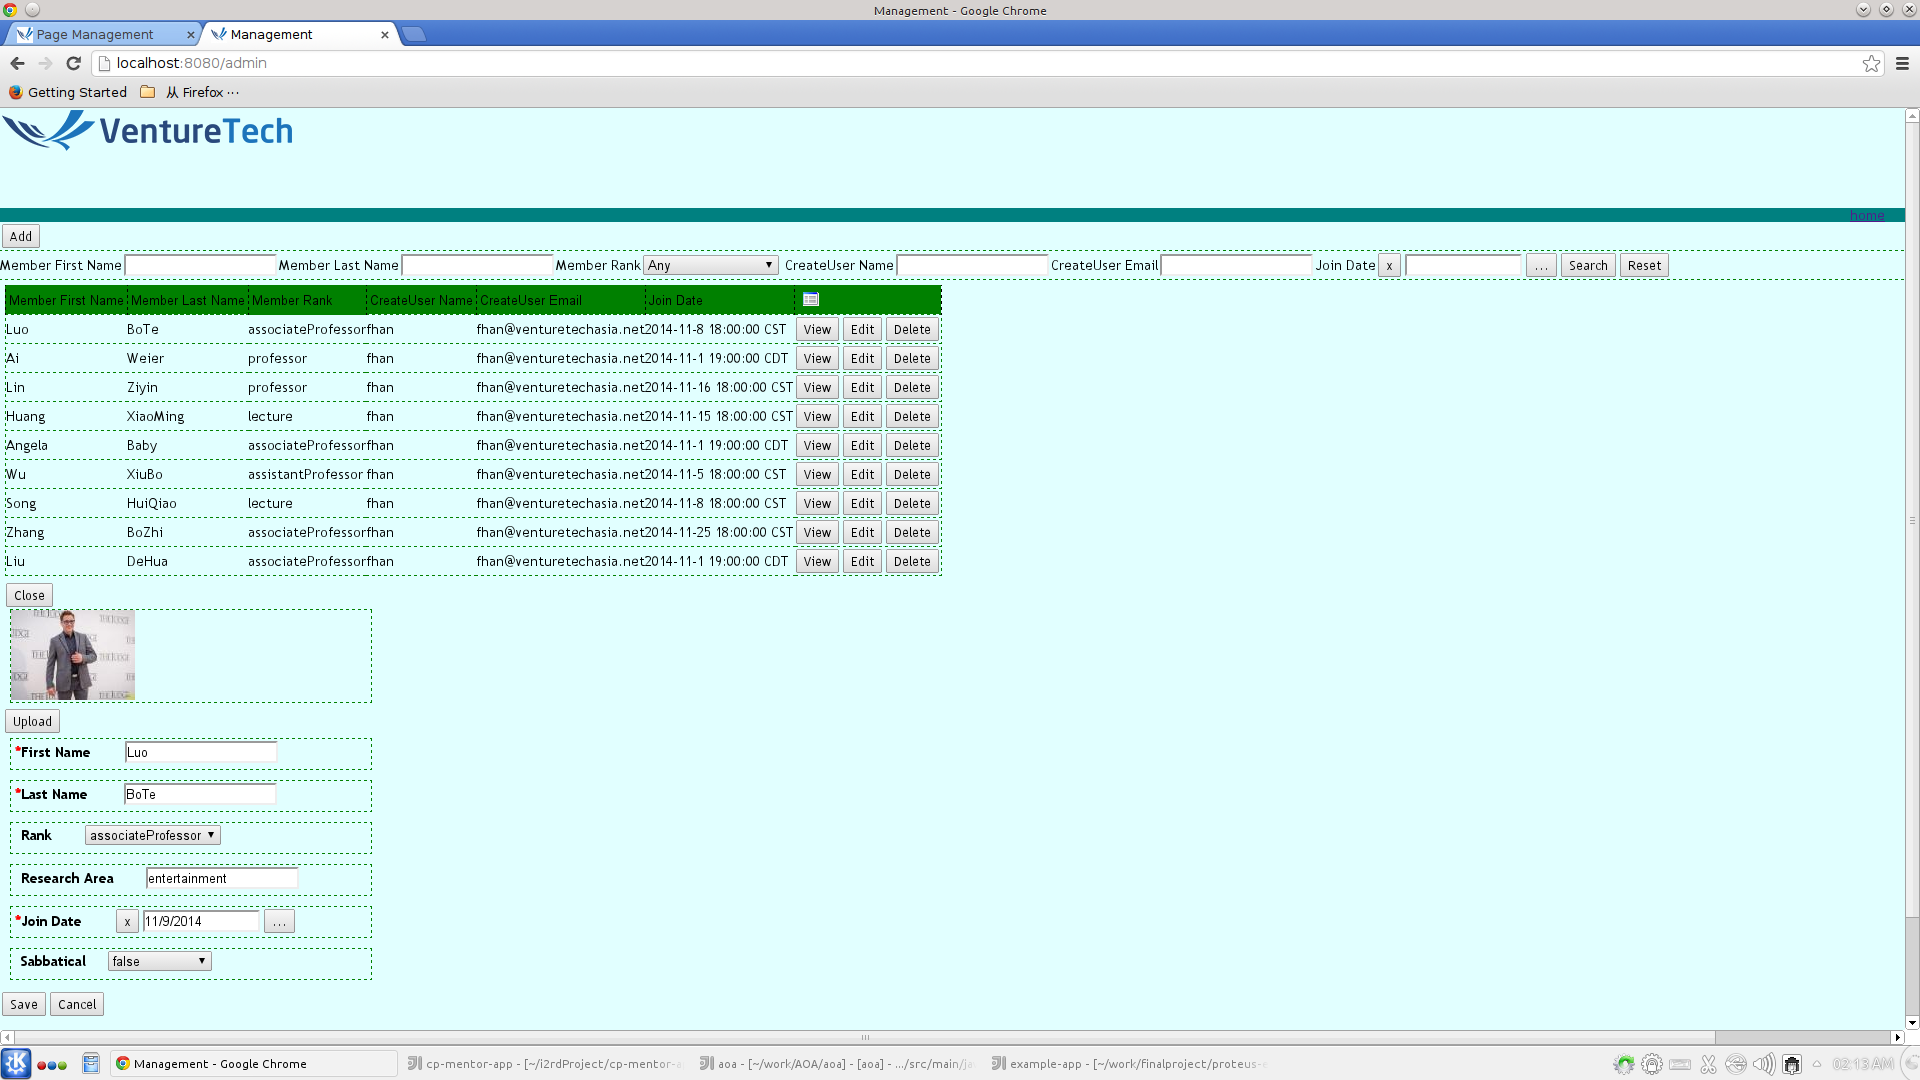 Management - Google Chrome
Page Management
Management
localhost:8080/admin
Getting Started
从 Firefox ⋯
VentureTech
home
Add
Member First Name Member Last Name Member Rank Any CreateUser Name CreateUser Email Join Date x ... Search Reset
Member First Name Member Last Name Member Rank CreateUser Name CreateUser Email Join Date
Luo BoTe associateProfessor fhan fhan@venturetechasia.net 2014-11-8 18:00:00 CST View Edit Delete
Ai Weier professor fhan fhan@venturetechasia.net 2014-11-1 19:00:00 CDT View Edit Delete
Lin Ziyin professor fhan fhan@venturetechasia.net 2014-11-16 18:00:00 CST View Edit Delete
Huang XiaoMing lecture fhan fhan@venturetechasia.net 2014-11-15 18:00:00 CST View Edit Delete
Angela Baby associateProfessor fhan fhan@venturetechasia.net 2014-11-1 19:00:00 CDT View Edit Delete
Wu XiuBo assistantProfessor fhan fhan@venturetechasia.net 2014-11-5 18:00:00 CST View Edit Delete
Song HuiQiao lecture fhan fhan@venturetechasia.net 2014-11-8 18:00:00 CST View Edit Delete
Zhang BoZhi associateProfessor fhan fhan@venturetechasia.net 2014-11-25 18:00:00 CST View Edit Delete
Liu DeHua associateProfessor fhan fhan@venturetechasia.net 2014-11-1 19:00:00 CDT View Edit Delete
Close
THE JUDGE
Upload
*First Name Luo
*Last Name BoTe
Rank associateProfessor
Research Area entertainment
*Join Date x 11/9/2014 ...
Sabbatical false
Save Cancel
Management - Google Chrome
cp-mentor-app - [~/i2rdProject/cp-mentor-a
aoa - [~/work/AOA/aoa] - [aoa] - .../src/main/ja
example-app - [~/work/finalproject/proteus-e
02:13 AM